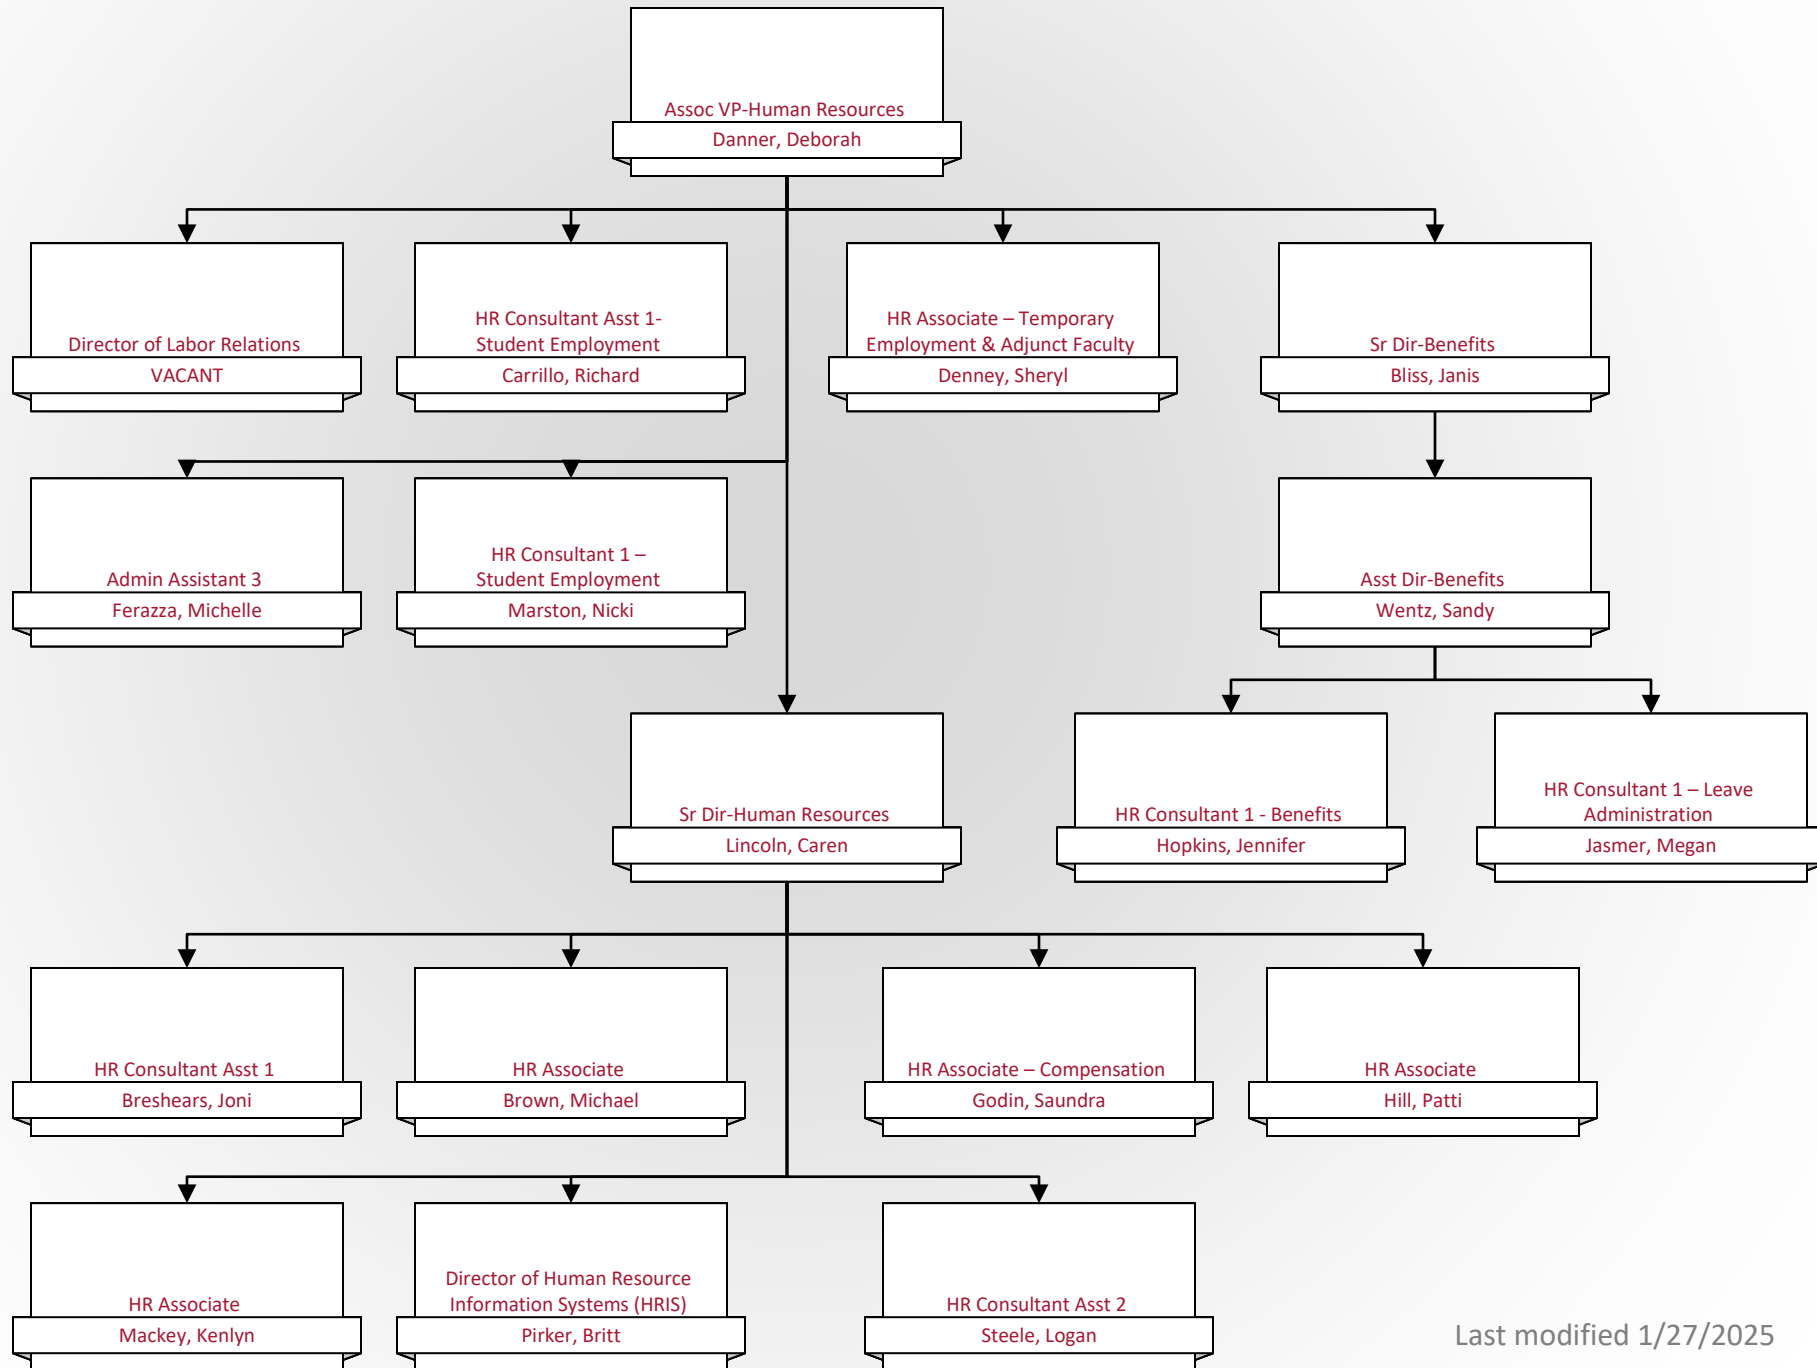 Assoc VP-Human Resources
Danner, Deborah
Director of Labor Relations
VACANT
HR Consultant Asst 1-
Student Employment
Carrillo, Richard
HR Associate – Temporary
Employment & Adjunct Faculty
Denney, Sheryl
Sr Dir-Benefits
Bliss, Janis
Admin Assistant 3
Ferazza, Michelle
HR Consultant 1 –
Student Employment
Marston, Nicki
Asst Dir-Benefits
Wentz, Sandy
Sr Dir-Human Resources
Lincoln, Caren
HR Consultant 1 - Benefits
Hopkins, Jennifer
HR Consultant 1 – Leave
Administration
Jasmer, Megan
HR Consultant Asst 1
Breshears, Joni
HR Associate
Brown, Michael
HR Associate – Compensation
Godin, Saundra
HR Associate
Hill, Patti
HR Associate
Mackey, Kenlyn
Director of Human Resource
Information Systems (HRIS)
Pirker, Britt
HR Consultant Asst 2
Steele, Logan
Last modified 1/27/2025